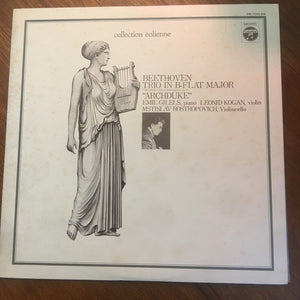 collection éolienne
BEETHOVEN
TRIO IN B-FLAT MAJOR
"ARCHDUKE"
EMIL GILELS, piano LEONID KOGAN, violin
MSTISLAV ROSTROPOVICH, Violoncello